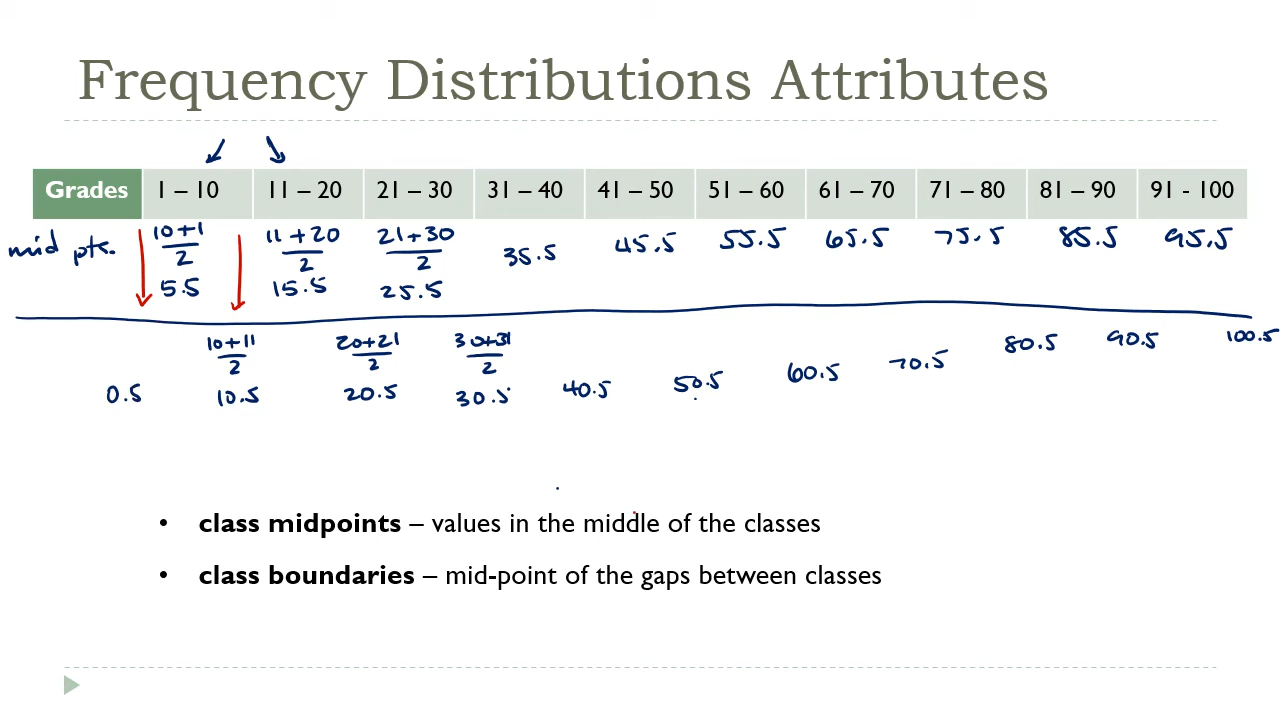 Frequency Distributions Attributes
Grades 1 – 10 11 – 20 21 – 30 31 – 40 41 – 50 51 – 60 61 – 70 71 – 80 81 – 90 91 - 100
mid pts. 10+1/2 11+20/2 21+30/2 35.5 45.5 55.5 65.5 75.5 85.5 95.5
5.5 15.5 25.5
10+11/2 20+21/2 30+31/2
0.5 10.5 20.5 30.5 40.5 50.5 60.5 70.5 80.5 90.5 100.5
• class midpoints – values in the middle of the classes
• class boundaries – mid-point of the gaps between classes